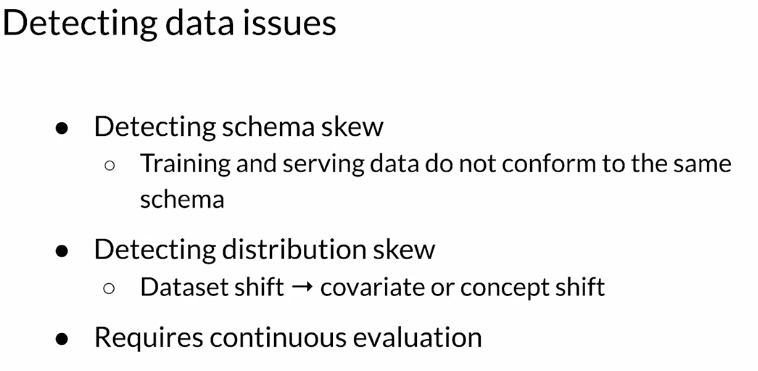 Detecting data issues
● Detecting schema skew
○ Training and serving data do not conform to the same
schema
● Detecting distribution skew
○ Dataset shift → covariate or concept shift
● Requires continuous evaluation